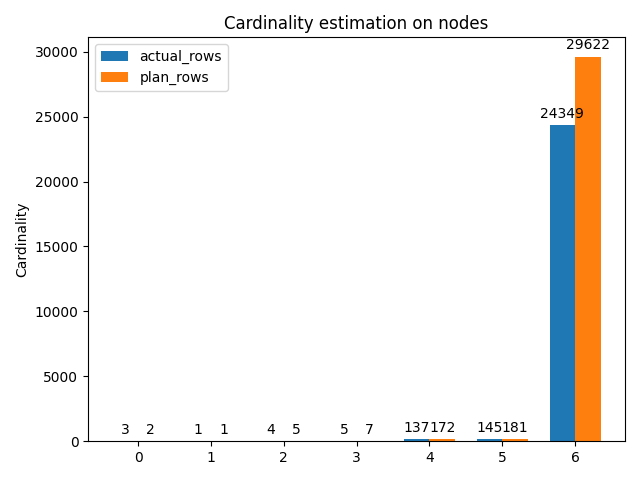 Cardinality estimation on nodes
actual_rows
plan_rows
Cardinality
30000
25000
20000
15000
10000
5000
0
3 2 1 1 4 5 5 7 137 172 145 181 24349 29622
0 1 2 3 4 5 6